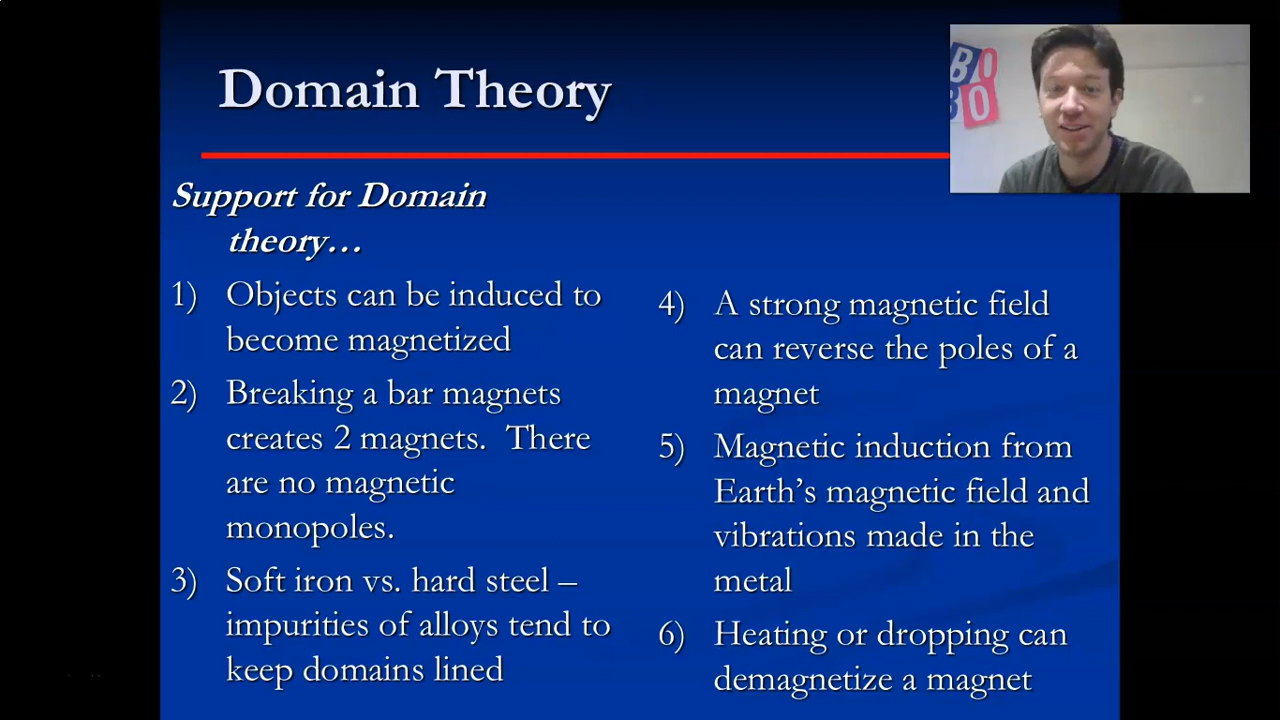 Domain Theory
BO
BO
Support for Domain
theory…
1) Objects can be induced to
become magnetized
2) Breaking a bar magnets
creates 2 magnets.  There
are no magnetic
monopoles.
3) Soft iron vs. hard steel –
impurities of alloys tend to
keep domains lined
4) A strong magnetic field
can reverse the poles of a
magnet
5) Magnetic induction from
Earth’s magnetic field and
vibrations made in the
metal
6) Heating or dropping can
demagnetize a magnet